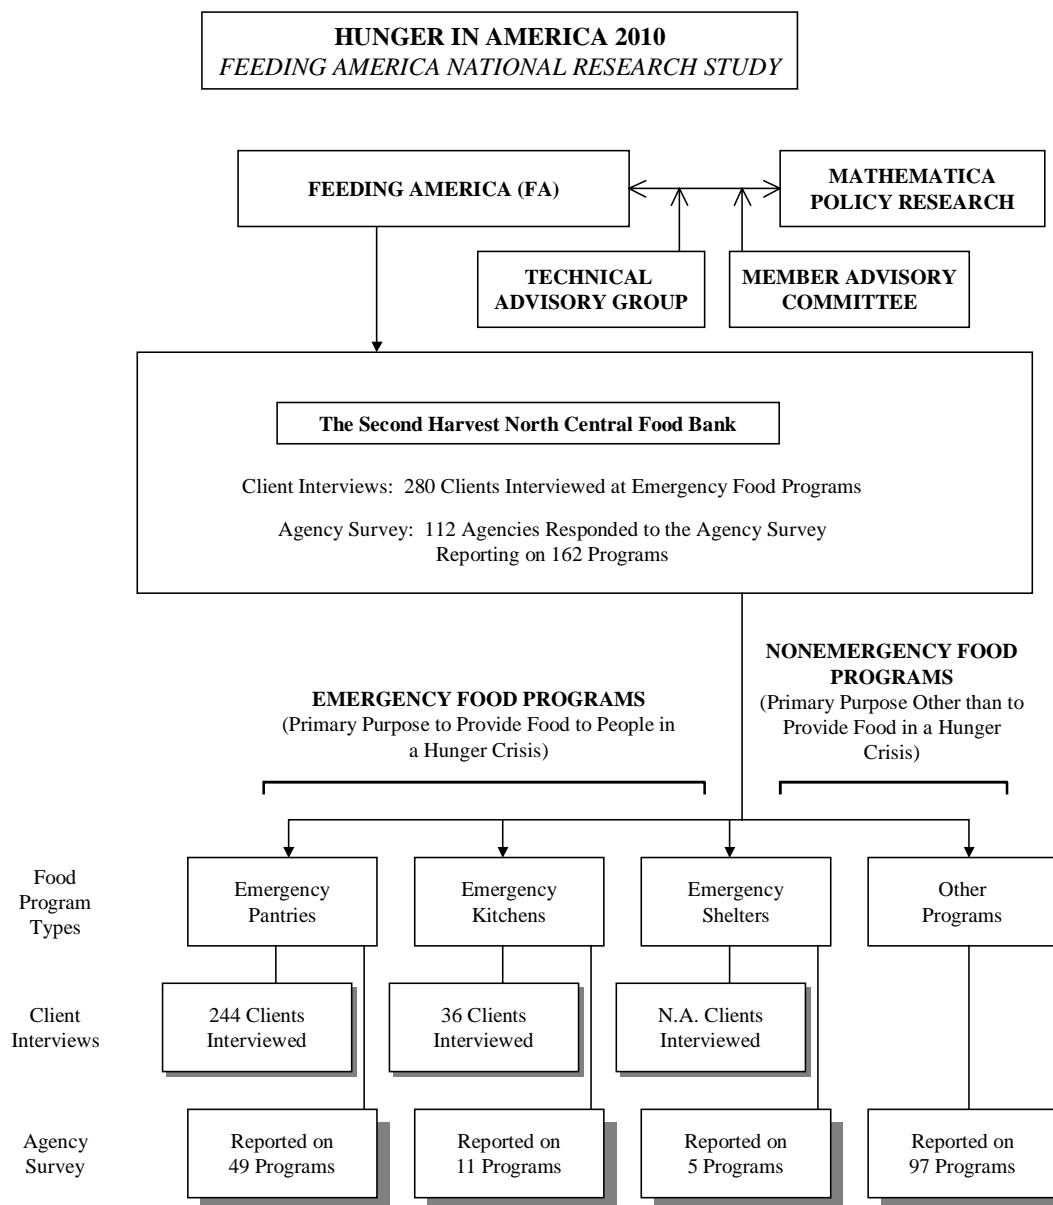 HUNGER IN AMERICA 2010
FEEDING AMERICA NATIONAL RESEARCH STUDY
FEEDING AMERICA (FA)
MATHEMATICA
POLICY RESEARCH
TECHNICAL
ADVISORY GROUP
MEMBER ADVISORY
COMMITTEE
The Second Harvest North Central Food Bank
Client Interviews:  280 Clients Interviewed at Emergency Food Programs
Agency Survey:  112 Agencies Responded to the Agency Survey
Reporting on 162 Programs
EMERGENCY FOOD PROGRAMS
(Primary Purpose to Provide Food to People in
a Hunger Crisis)
NONEMERGENCY FOOD
PROGRAMS
(Primary Purpose Other than to
Provide Food in a Hunger
Crisis)
Food
Program
Types
Emergency
Pantries
Emergency
Kitchens
Emergency
Shelters
Other
Programs
Client
Interviews
244 Clients
Interviewed
36 Clients
Interviewed
N.A. Clients
Interviewed
Agency
Survey
Reported on
49 Programs
Reported on
11 Programs
Reported on
5 Programs
Reported on
97 Programs